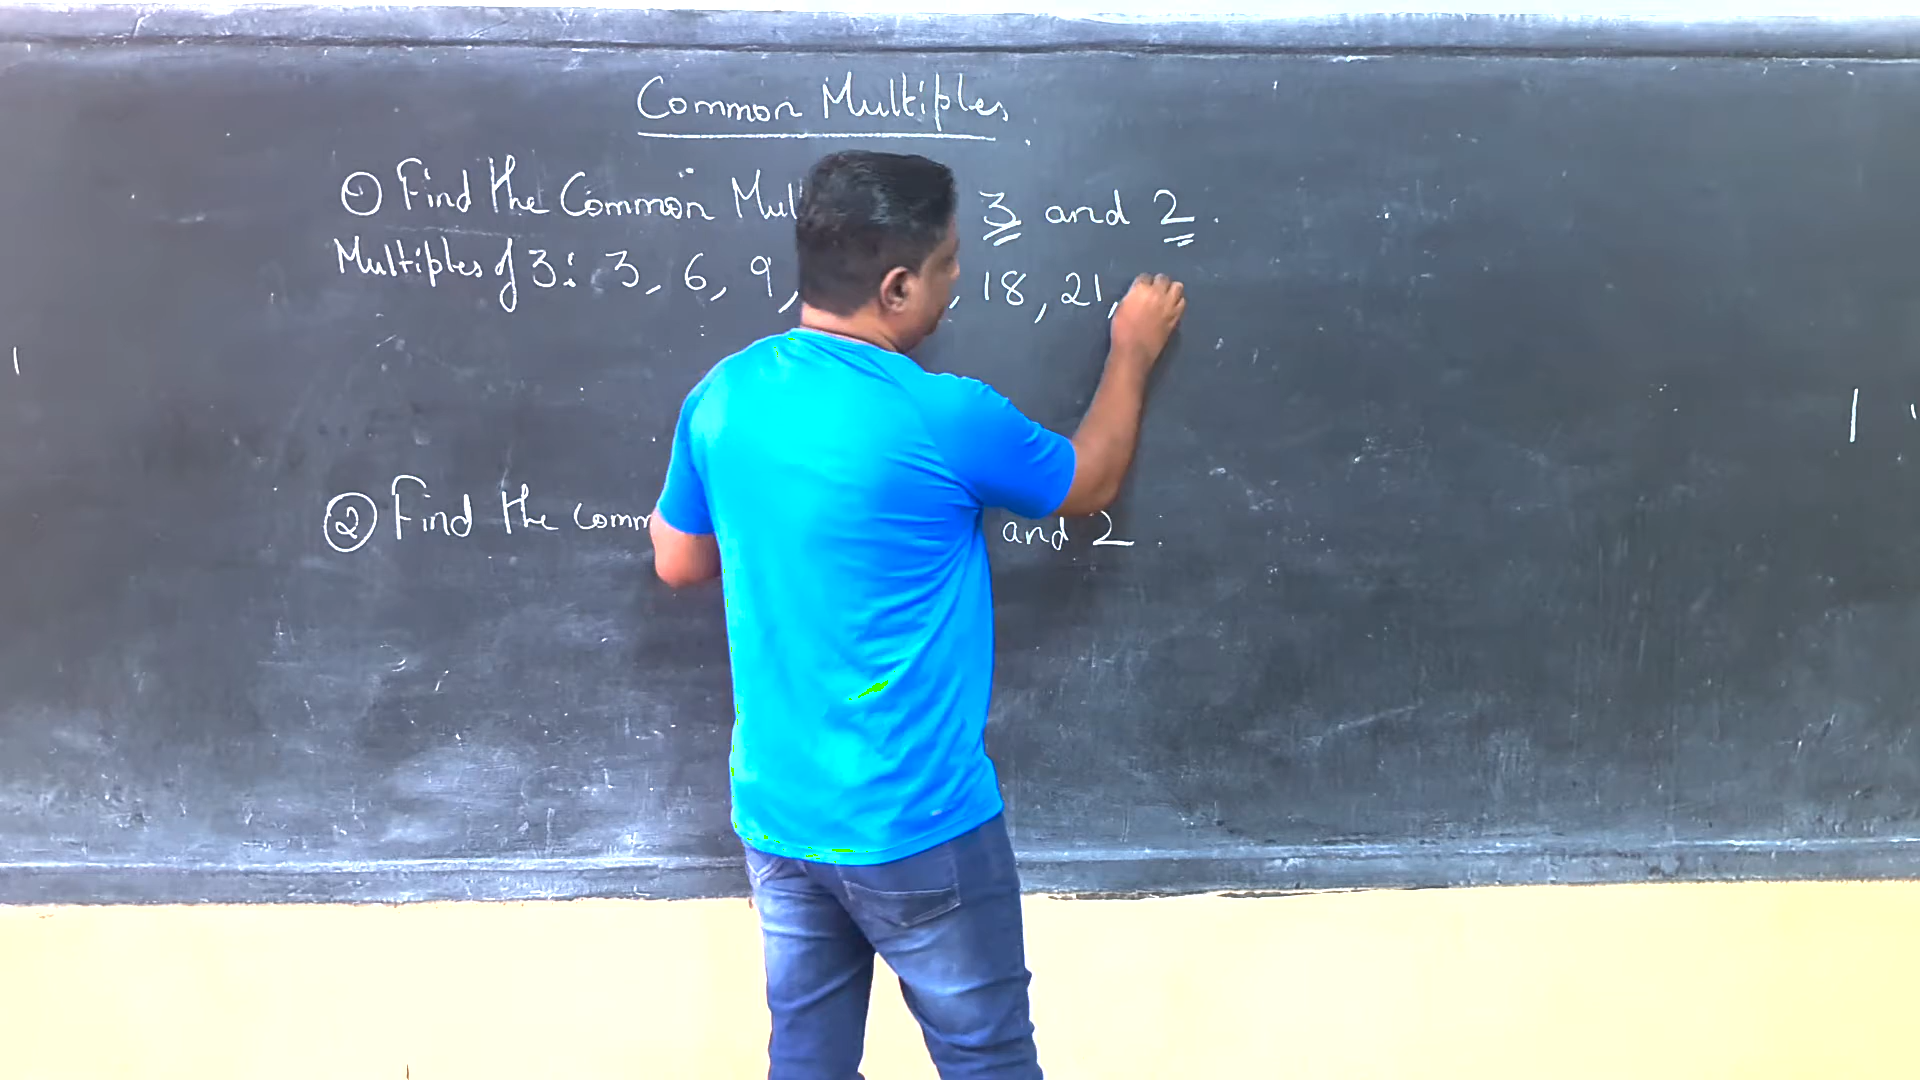 Common Multiples
① Find the Common Mul 3 and 2.
Multiples of 3: 3, 6, 9, , 18, 21,
② Find the comm and 2.